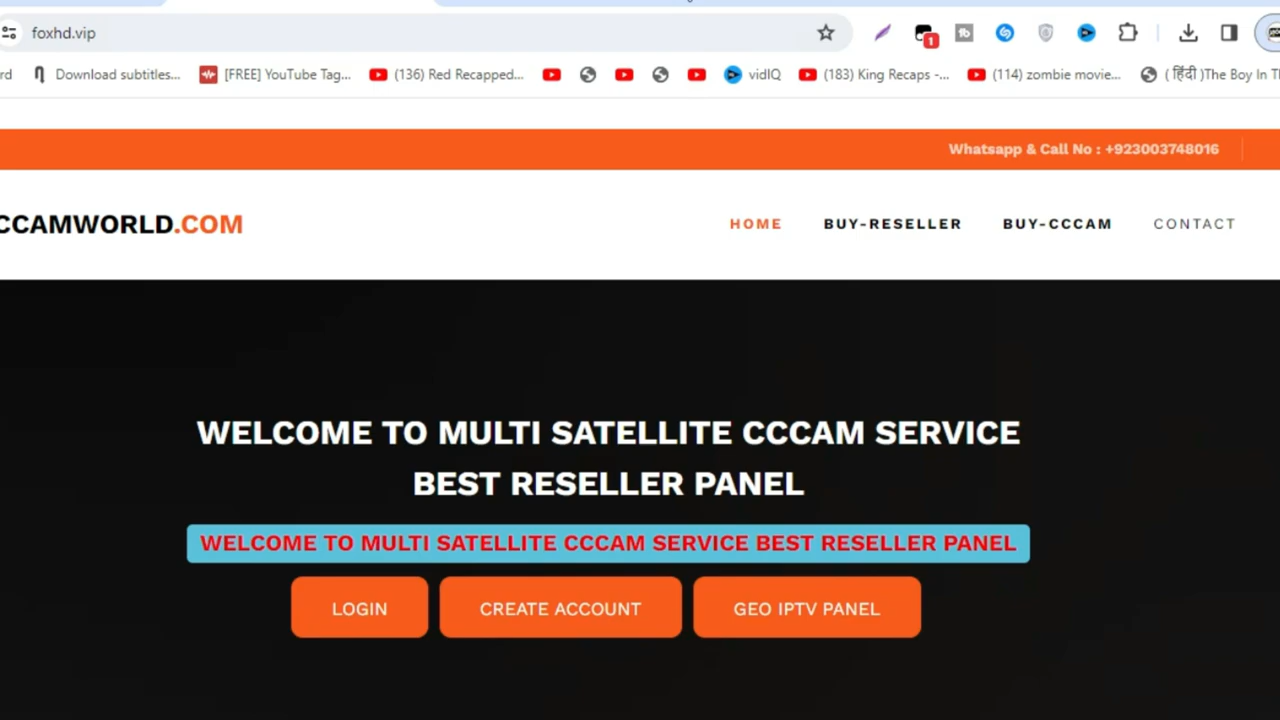 foxhd.vip
1
rd Download subtitles... [FREE] YouTube Tag... (136) Red Recapped... vidIQ (183) King Recaps -... (114) zombie movie... ( हिंदी )The Boy In T
Whatsapp & Call No : +923003748016
CCAMWORLD.COM
HOME BUY-RESELLER BUY-CCCAM CONTACT
WELCOME TO MULTI SATELLITE CCCAM SERVICE
BEST RESELLER PANEL
WELCOME TO MULTI SATELLITE CCCAM SERVICE BEST RESELLER PANEL
LOGIN CREATE ACCOUNT GEO IPTV PANEL